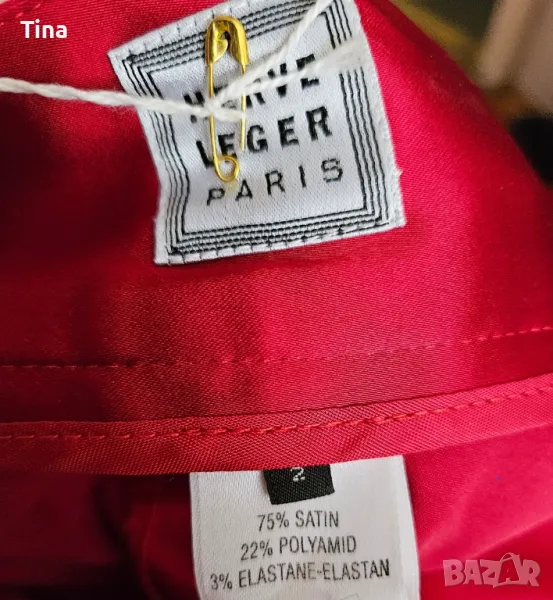 Tina
HERVE
LEGER
PARIS
2
75% SATIN
22% POLYAMID
3% ELASTANE-ELASTAN
BAZAR